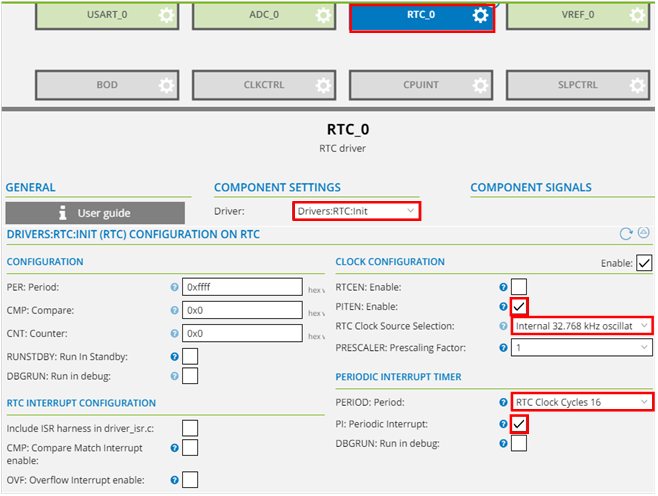 USART_0
ADC_0
RTC_0
VREF_0
BOD
CLKCTRL
CPUINT
SLPCTRL
RTC_0
RTC driver
GENERAL
COMPONENT SETTINGS
COMPONENT SIGNALS
User guide
Driver:
Drivers:RTC:Init
DRIVERS:RTC:INIT (RTC) CONFIGURATION ON RTC
CONFIGURATION
PER: Period:
0xffff
hex v
CMP: Compare:
0x0
hex v
CNT: Counter:
0x0
hex v
RUNSTDBY: Run In Standby:
DBGRUN: Run in debug:
RTC INTERRUPT CONFIGURATION
Include ISR harness in driver_isr.c:
CMP: Compare Match Interrupt
enable:
OVF: Overflow Interrupt enable:
CLOCK CONFIGURATION
Enable:
RTCEN: Enable:
PITEN: Enable:
RTC Clock Source Selection:
Internal 32.768 kHz oscillat
PRESCALER: Prescaling Factor:
1
PERIODIC INTERRUPT TIMER
PERIOD: Period:
RTC Clock Cycles 16
PI: Periodic Interrupt:
DBGRUN: Run in debug: